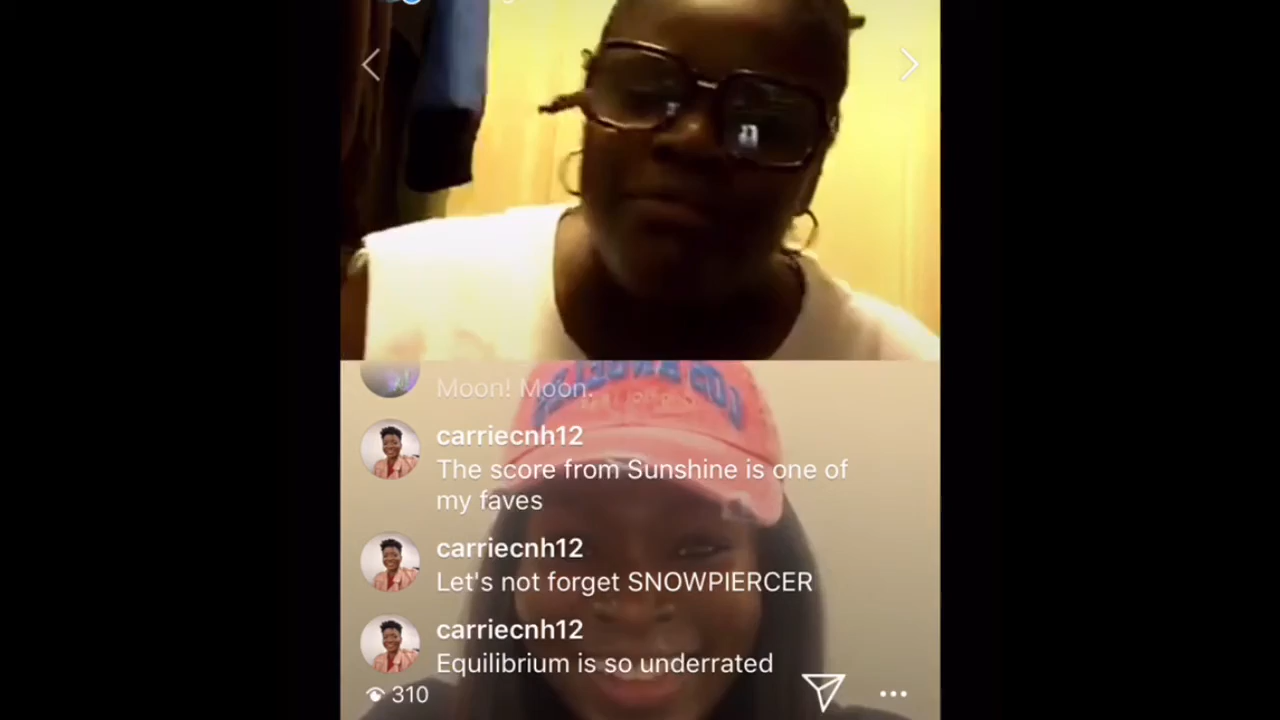 Moon! Moon.
carriecnh12
The score from Sunshine is one of
my faves
carriecnh12
Let's not forget SNOWPIERCER
carriecnh12
Equilibrium is so underrated
310